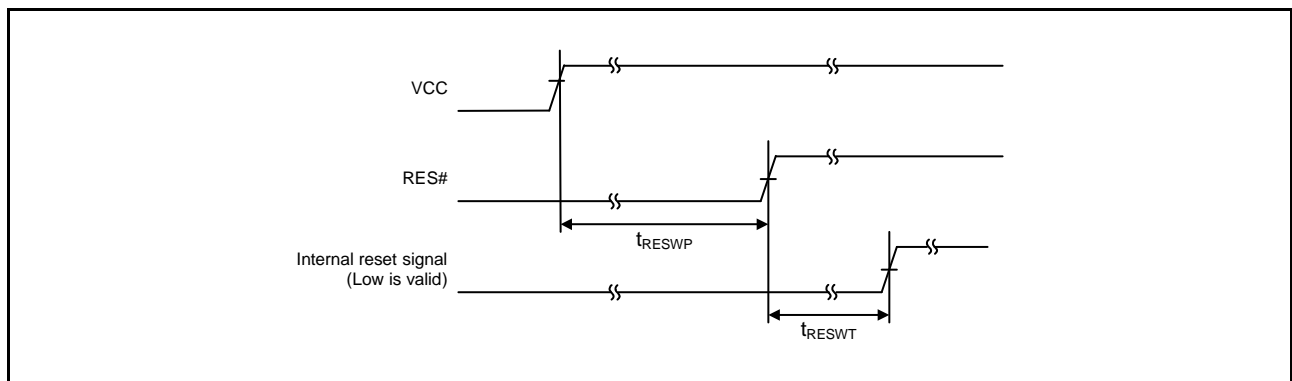 VCC
RES#
tRESWP
Internal reset signal
(Low is valid)
tRESWT